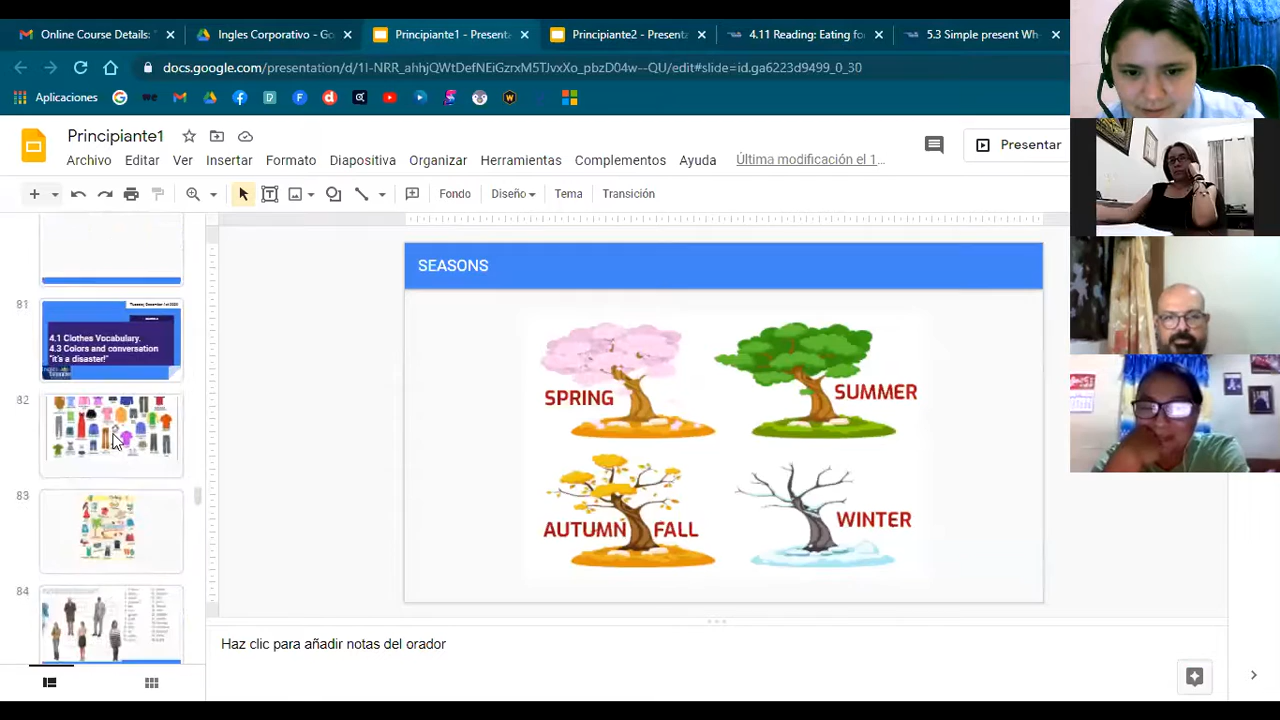 Online Course Details:
Ingles Corporativo - Go
Principiante1 - Present
Principiante2 - Presenta
4.11 Reading: Eating fo
5.3 Simple present Wh-
docs.google.com/presentation/d/1I-NRR_ahhjQWtDefNEiGzrxM5TJvxXo_pbzD04w--QU/edit#slide=id.ga6223d9499_0_30
Aplicaciones
Principiante1
Archivo Editar Ver Insertar Formato Diapositiva Organizar Herramientas Complementos Ayuda Última modificación el 1...
Presentar
Fondo Diseño Tema Transición
81
4.1 Clothes Vocabulary.
4.3 Colors and conversation
"it's a disaster!"
82
83
84
SEASONS
SPRING
SUMMER
AUTUMN FALL
WINTER
Haz clic para añadir notas del orador